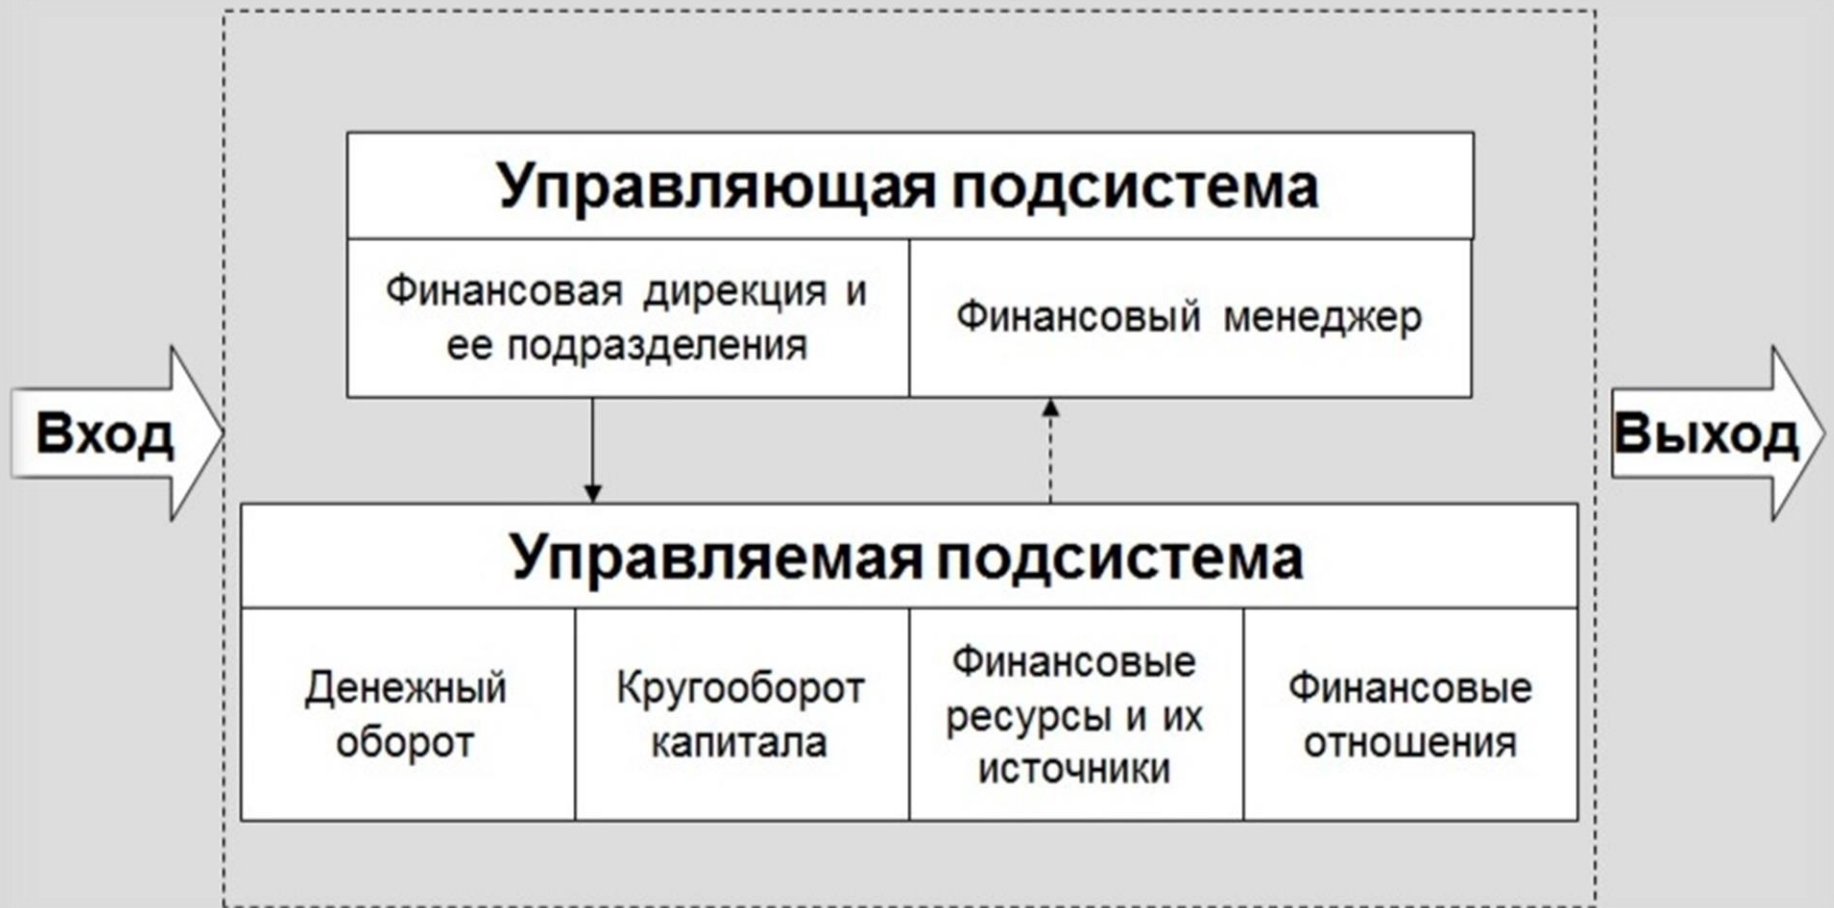 Управляющая подсистема
Финансовая дирекция и
ее подразделения
Финансовый менеджер
Вход
Выход
Управляемая подсистема
Денежный
оборот
Кругооборот
капитала
Финансовые
ресурсы и их
источники
Финансовые
отношения